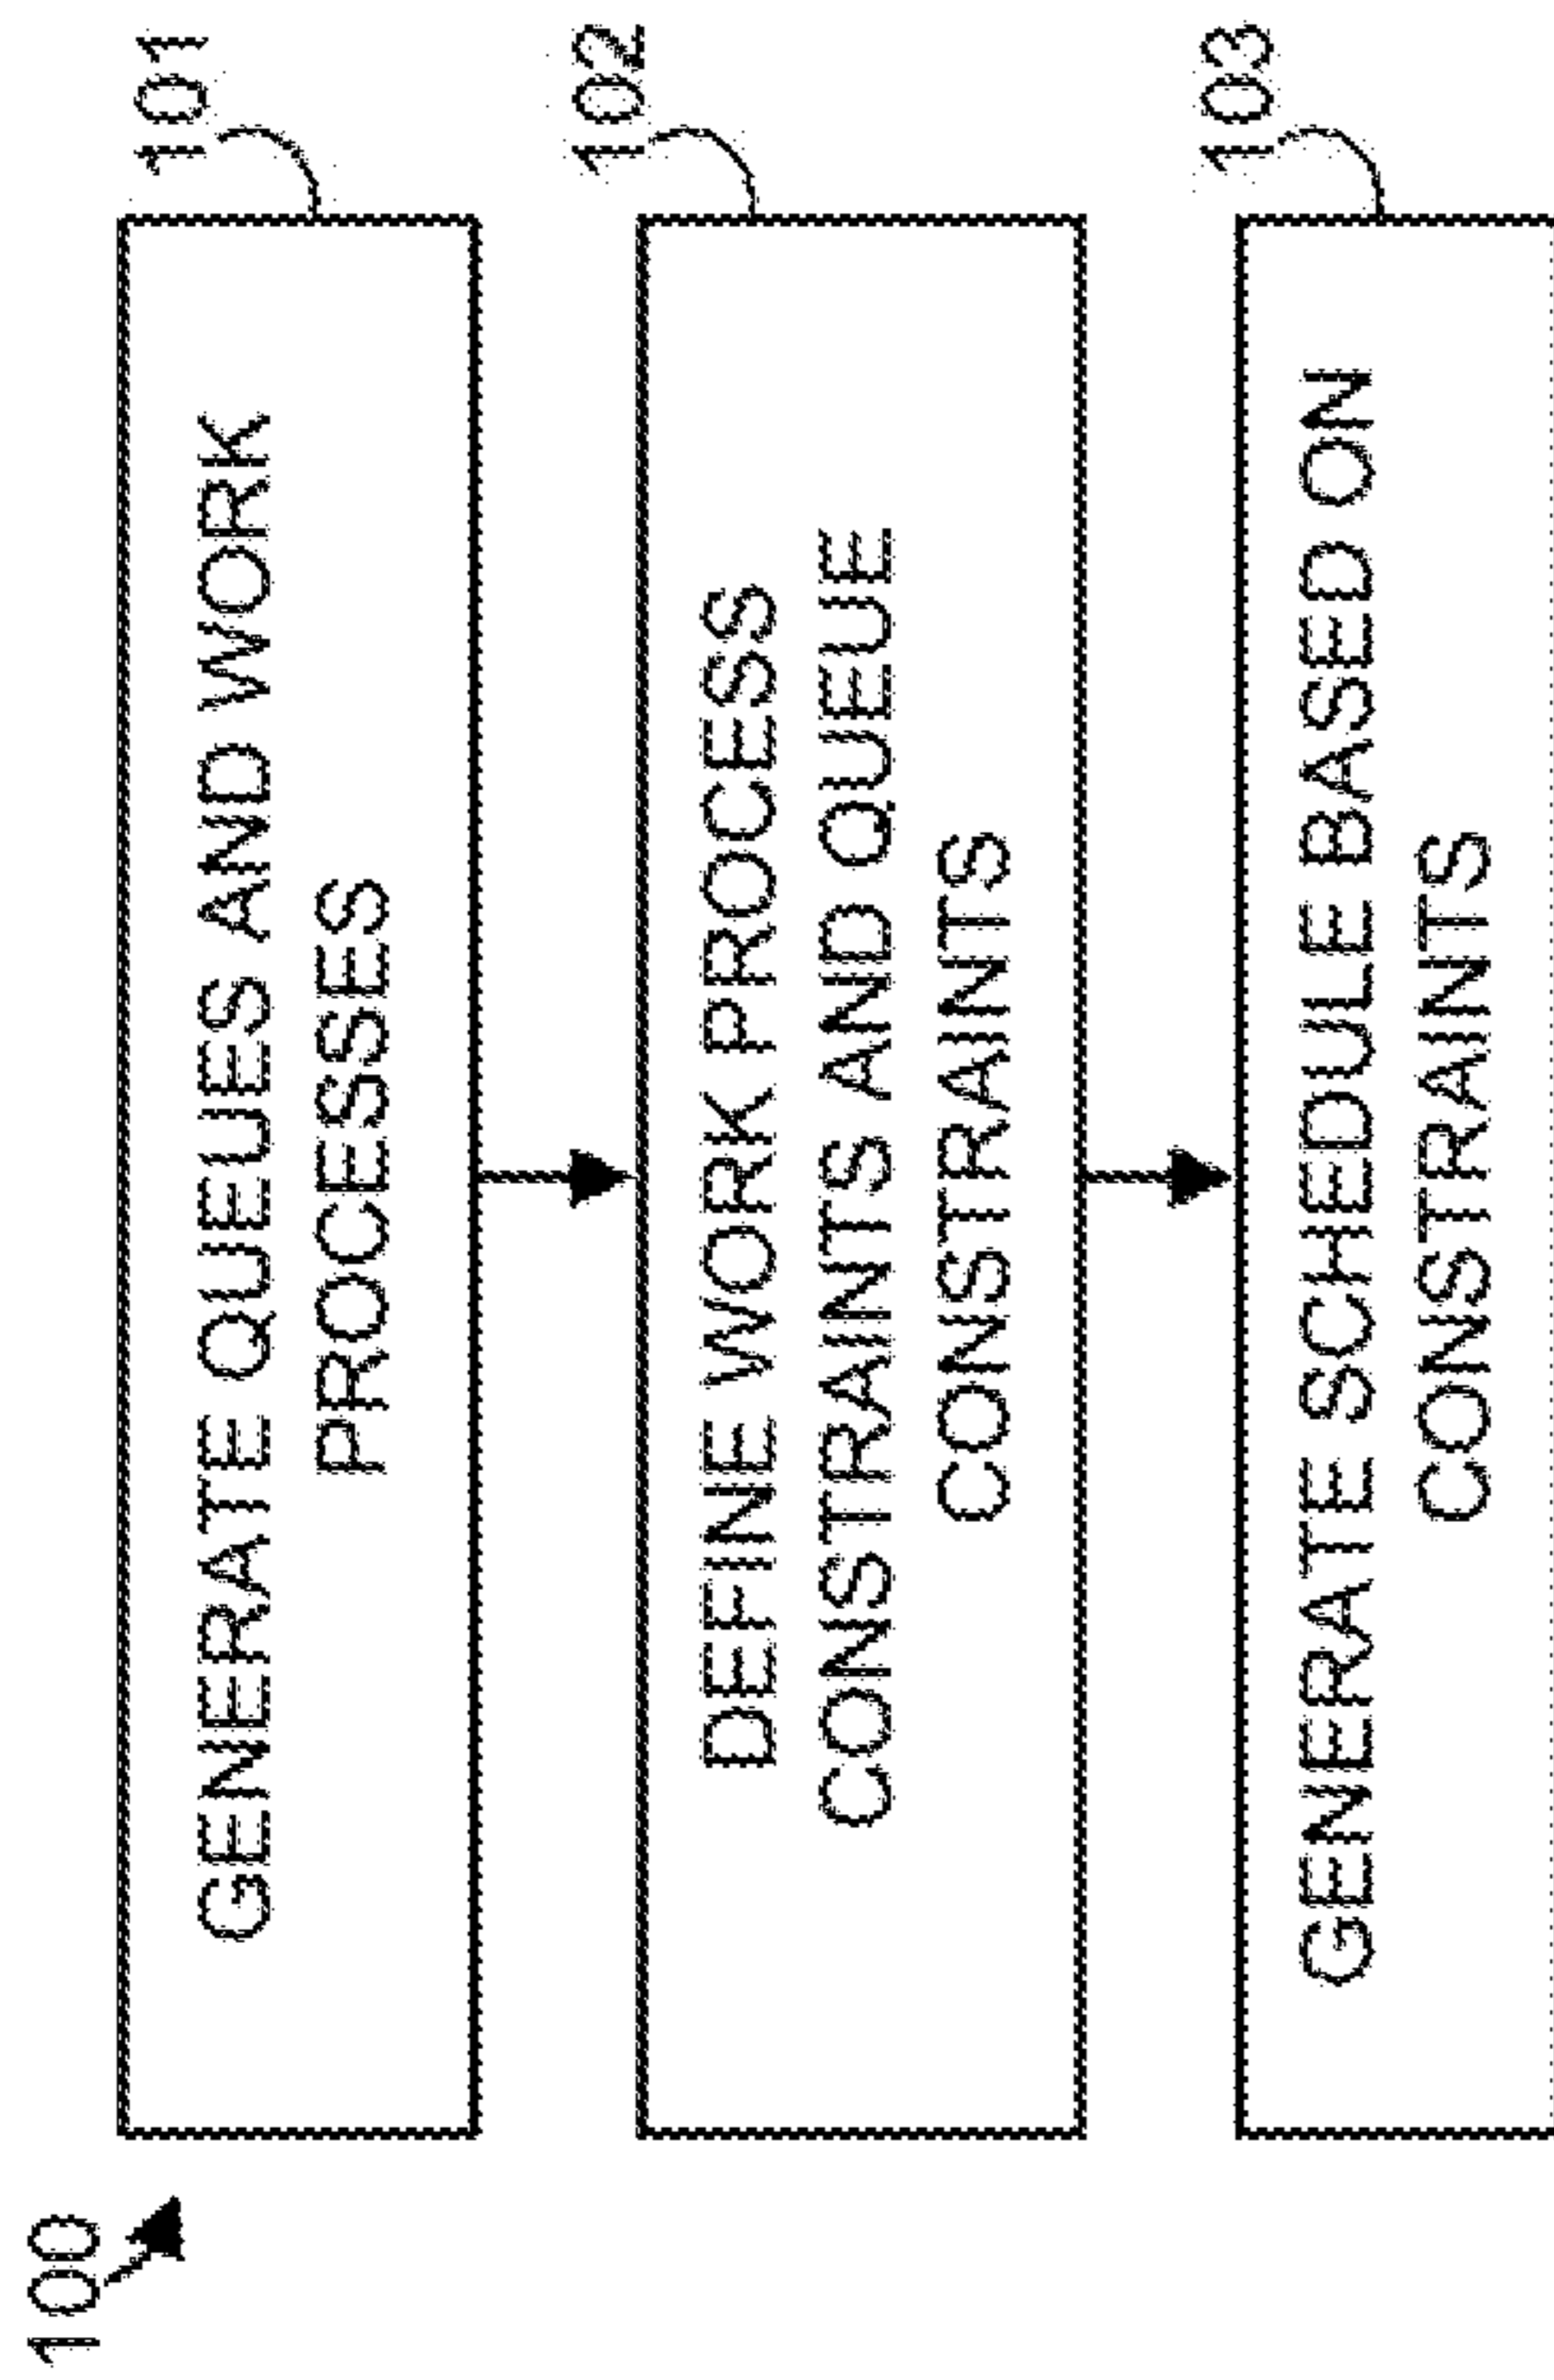 100
101
GENERATE QUEUES AND WORK
PROCESSES
102
DEFINE WORK PROCESS
CONSTRAINTS AND QUEUE
CONSTRAINTS
103
GENERATE SCHEDULE BASED ON
CONSTRAINTS